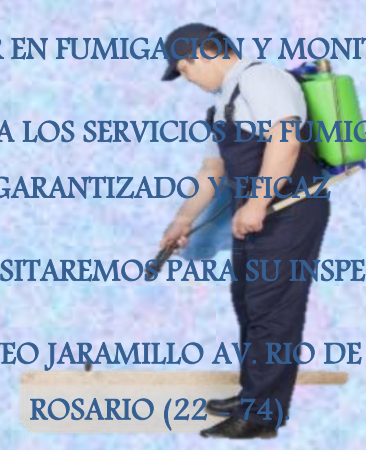 R EN FUMIGACIÓN Y MONIT
A LOS SERVICIOS DE FUMIG
GARANTIZADO Y EFICAZ
SITAREMOS PARA SU INSPE
EO JARAMILLO AV. RIO DE
ROSARIO (22 - 74).